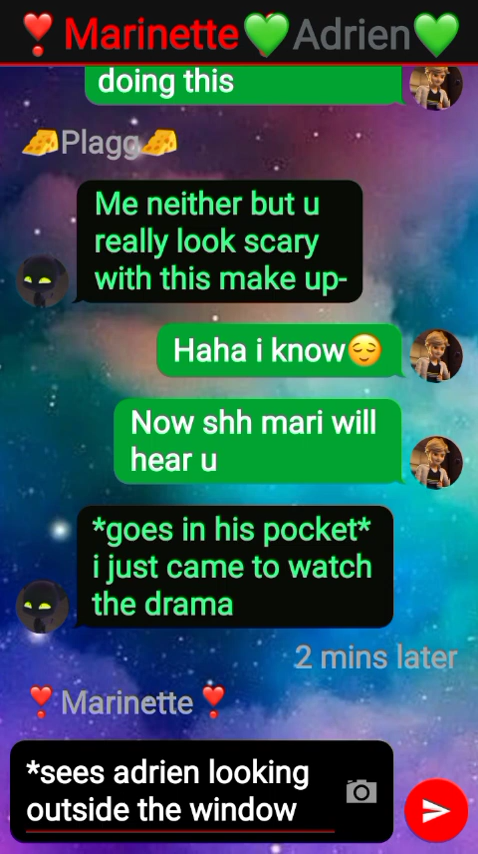 ❣Marinette💚Adrien💚
doing this
🧀Plagg🧀
Me neither but u
really look scary
with this make up-
Haha i know😌
Now shh mari will
hear u
*goes in his pocket*
i just came to watch
the drama
2 mins later
❣Marinette❣
*sees adrien looking
outside the window